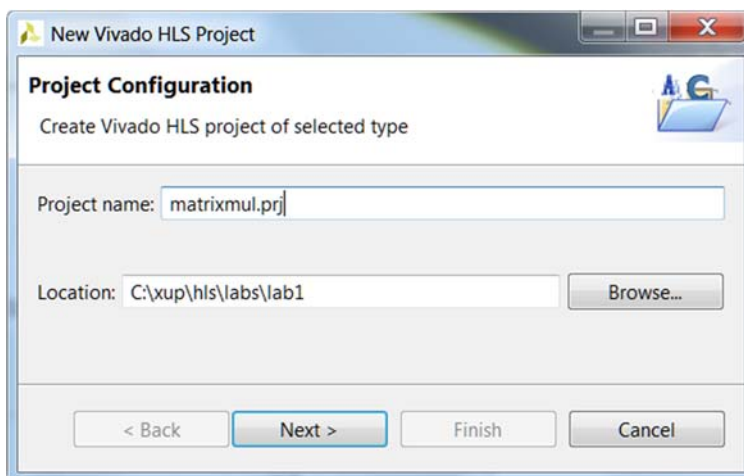 New Vivado HLS Project
Project Configuration
Create Vivado HLS project of selected type
Project name: matrixmul.prj
Location: C:\xup\hls\labs\lab1 Browse...
< Back Next > Finish Cancel